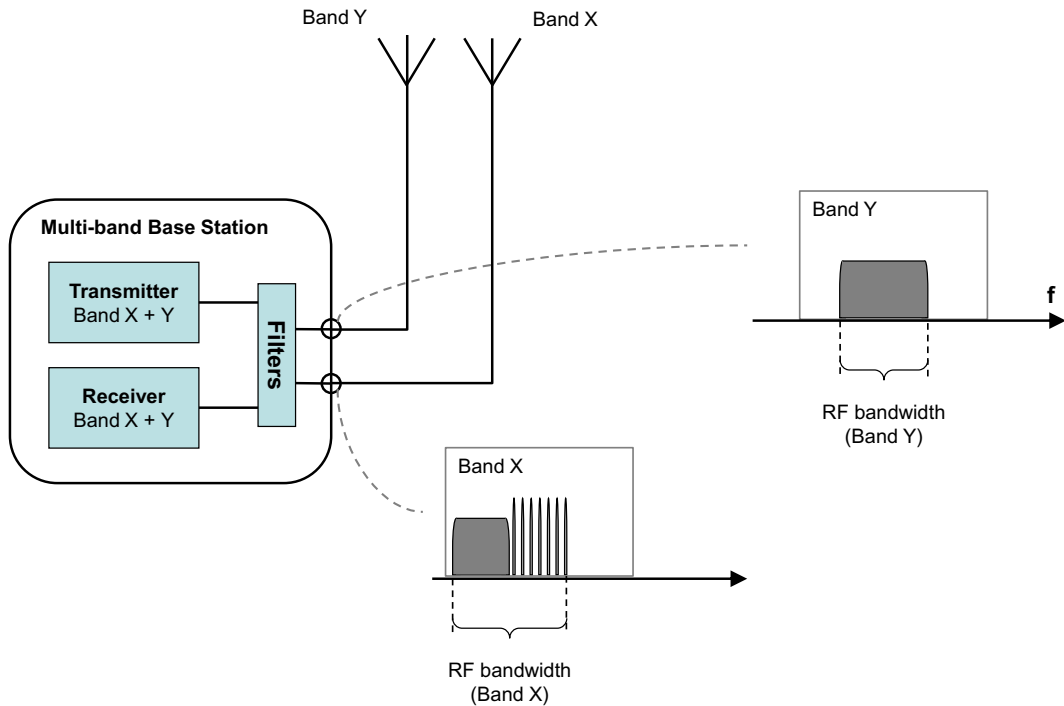 Band Y
Band X
Multi-band Base Station
Transmitter
Band X + Y
Filters
Receiver
Band X + Y
Band Y
f
RF bandwidth
(Band Y)
Band X
RF bandwidth
(Band X)